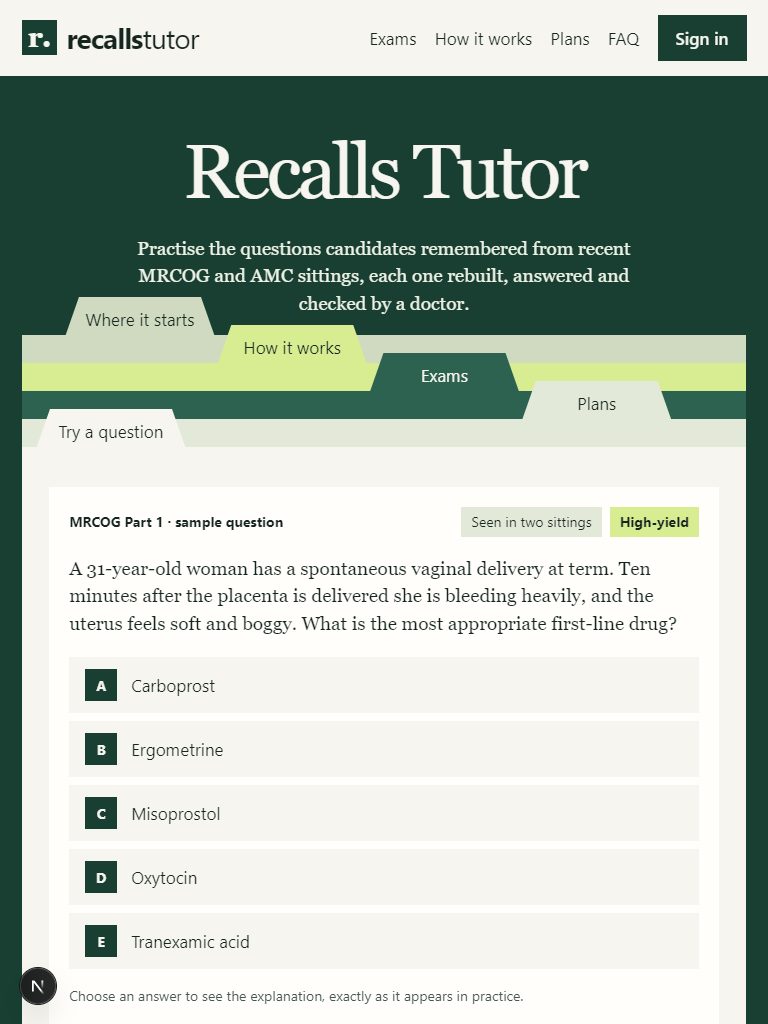 r. recallstutor
Exams How it works Plans FAQ Sign in
Recalls Tutor
Practise the questions candidates remembered from recent
MRCOG and AMC sittings, each one rebuilt, answered and
checked by a doctor.
Where it starts
How it works
Exams
Plans
Try a question
MRCOG Part 1 · sample question Seen in two sittings High-yield
A 31-year-old woman has a spontaneous vaginal delivery at term. Ten
minutes after the placenta is delivered she is bleeding heavily, and the
uterus feels soft and boggy. What is the most appropriate first-line drug?
A Carboprost
B Ergometrine
C Misoprostol
D Oxytocin
E Tranexamic acid
N
Choose an answer to see the explanation, exactly as it appears in practice.